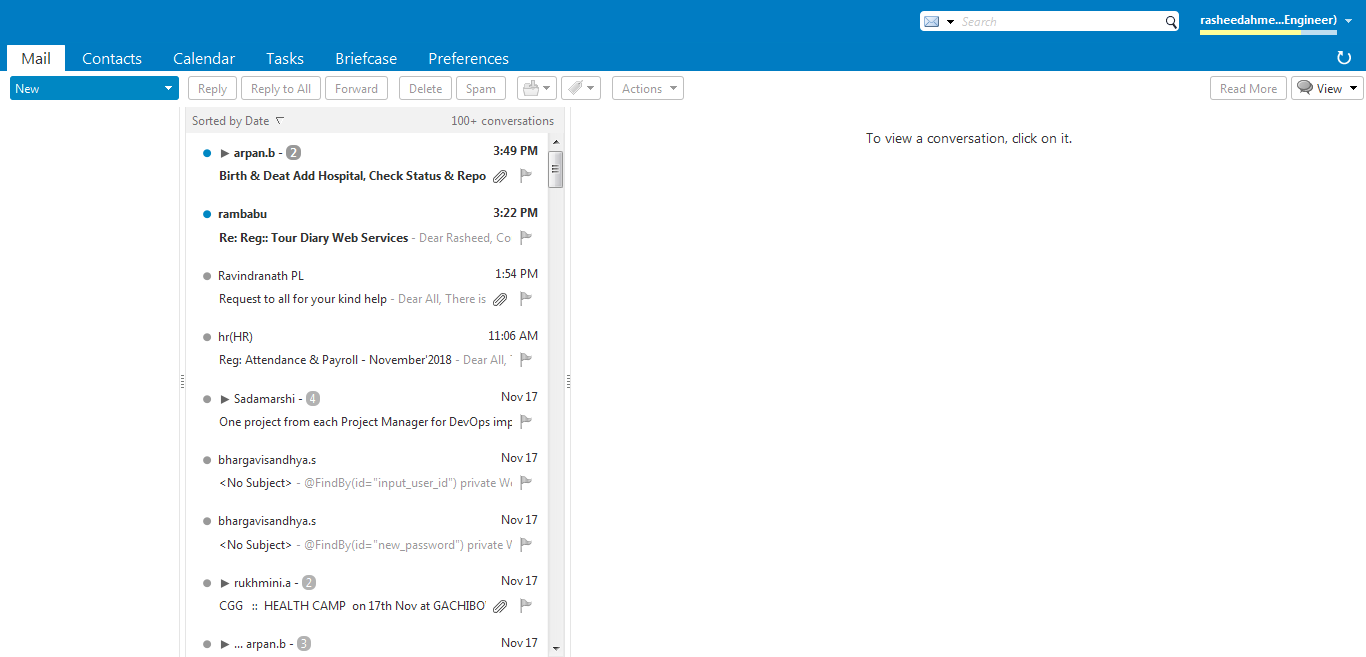 Search
rasheedahme...Engineer)
Mail Contacts Calendar Tasks Briefcase Preferences
New Reply Reply to All Forward Delete Spam Actions Read More View
Sorted by Date 100+ conversations
To view a conversation, click on it.
arpan.b - 2 3:49 PM
Birth & Deat Add Hospital, Check Status & Repo
rambabu 3:22 PM
Re: Reg:: Tour Diary Web Services - Dear Rasheed, Co
Ravindranath PL 1:54 PM
Request to all for your kind help - Dear All, There is
hr(HR) 11:06 AM
Reg: Attendance & Payroll - November'2018 - Dear All,
Sadamarshi - 4 Nov 17
One project from each Project Manager for DevOps imp
bhargavisandhya.s Nov 17
<No Subject> - @FindBy(id="input_user_id") private We
bhargavisandhya.s Nov 17
<No Subject> - @FindBy(id="new_password") private W
rukhmini.a - 2 Nov 17
CGG :: HEALTH CAMP on 17th Nov at GACHIBO
... arpan.b - 3 Nov 17